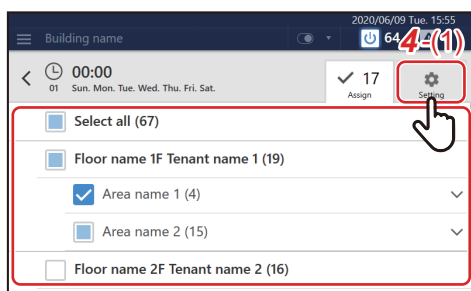 2020/06/09 Tue. 15:55
Building name
64
4-(1)
00:00
01 Sun. Mon. Tue. Wed. Thu. Fri. Sat.
17
Assign
Setting
Select all (67)
Floor name 1F Tenant name 1 (19)
Area name 1 (4)
Area name 2 (15)
Floor name 2F Tenant name 2 (16)